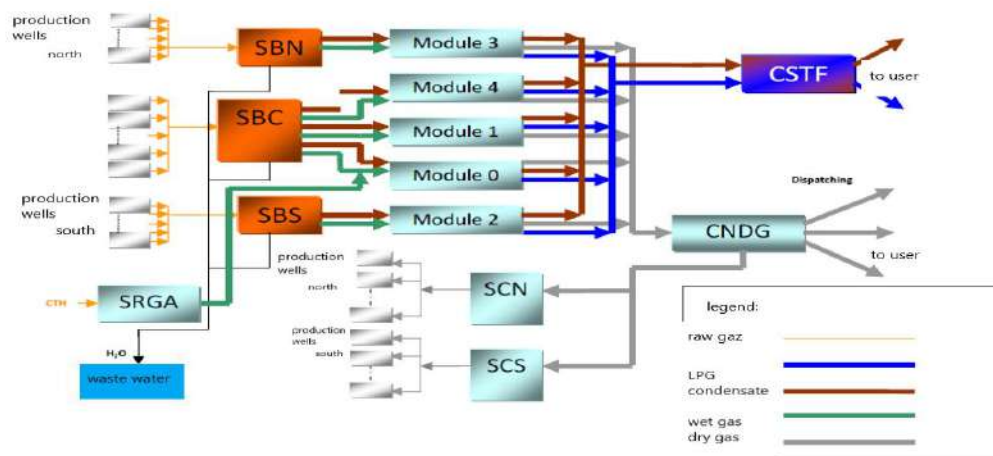 production
wells
north
SBN
Module 3
Module 4
SBC
Module 1
Module 0
production
wells
south
SBS
Module 2
CSTF
to user
Dispatching
CNDG
to user
CTH
SRGA
H₂O
waste water
production
wells
north
SCN
production
wells
south
SCS
legend:
raw gaz
LPG
condensate
wet gas
dry gas